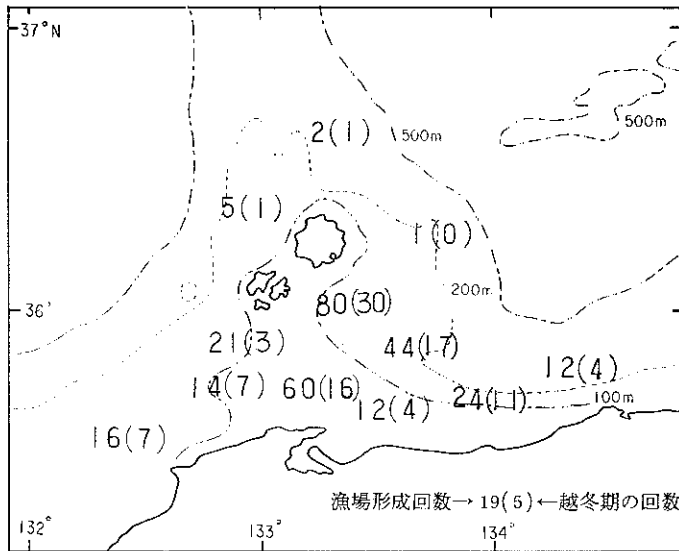 37°N
2(1)
500m
500m
5(1)
1(0)
200m
36°
80(30)
21(3)
44(17)
14(7)
60(16)
12(4)
12(4)
24(11)
100m
16(7)
漁場形成回数→19(5)←越冬期の回数
132°
133°
134°